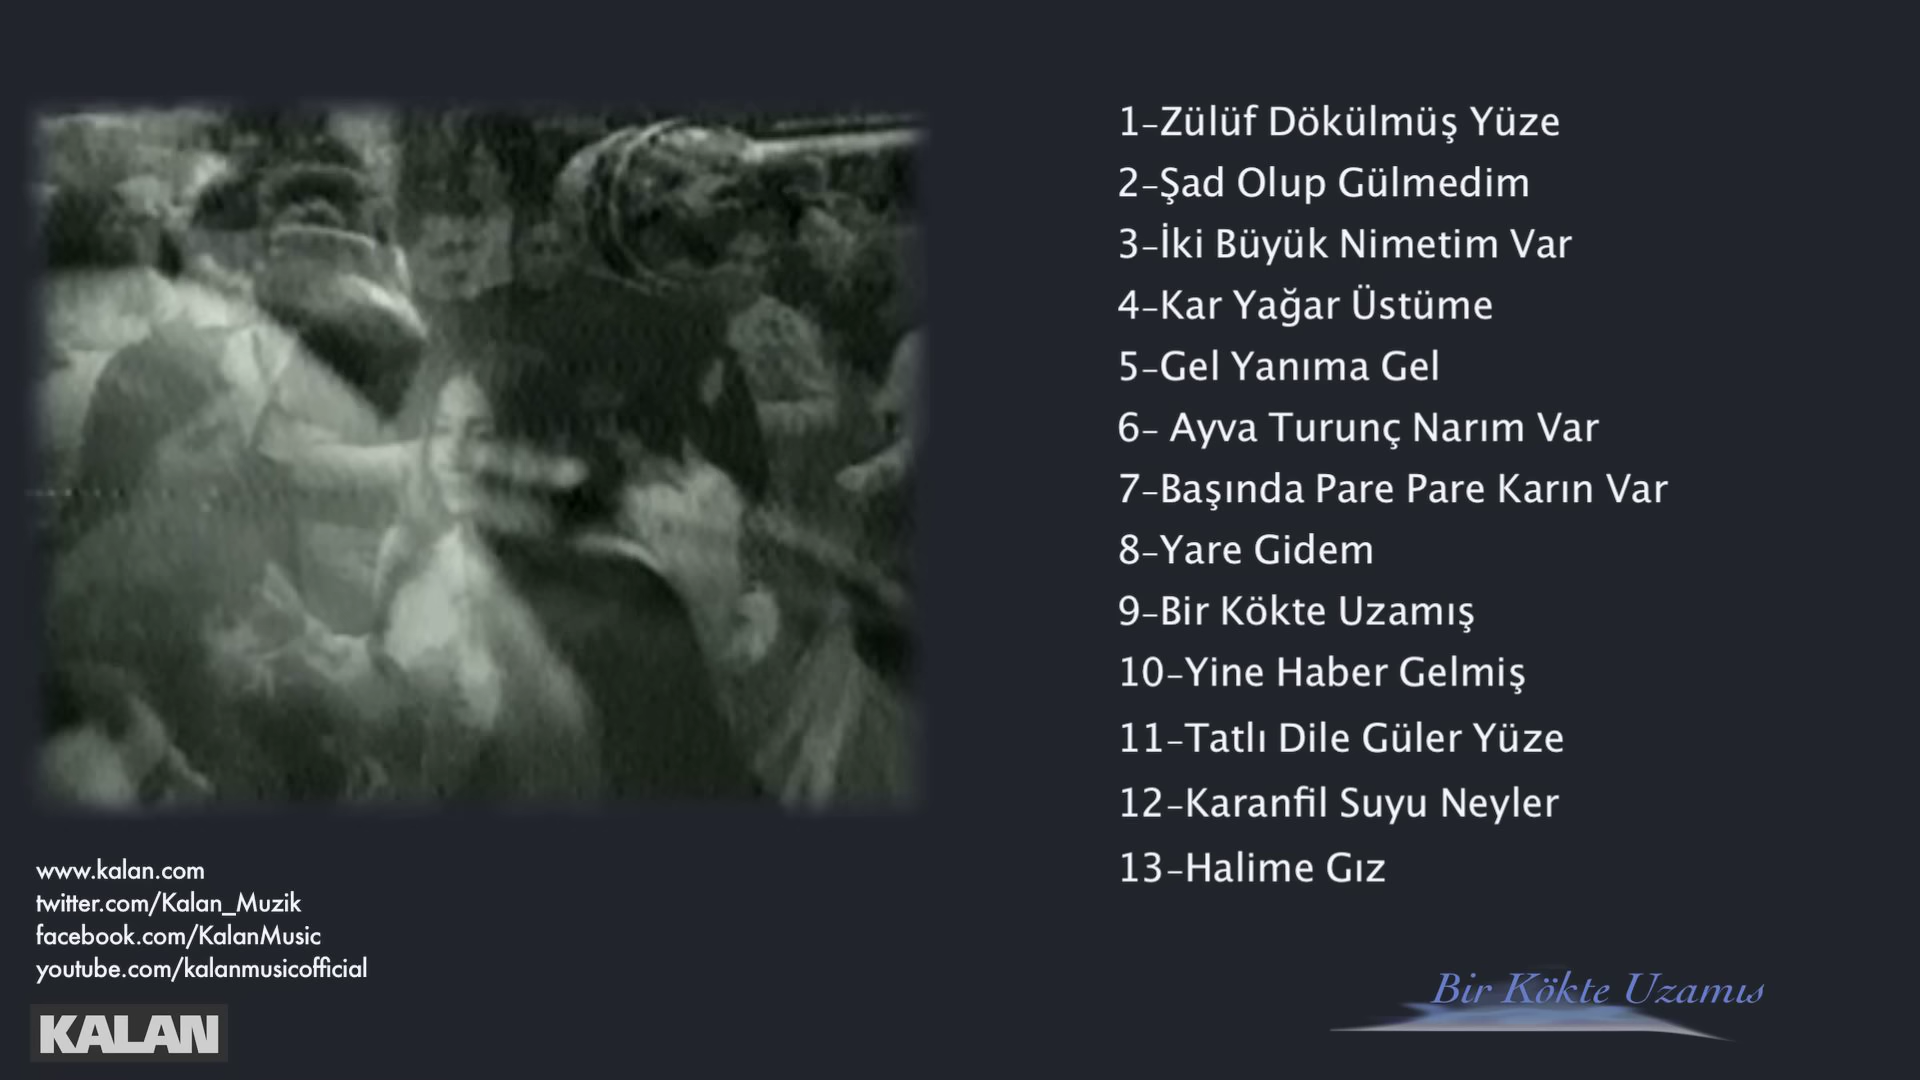 1-Zülüf Dökülmüş Yüze
2-Şad Olup Gülmedim
3-İki Büyük Nimetim Var
4-Kar Yağar Üstüme
5-Gel Yanıma Gel
6- Ayva Turunç Narım Var
7-Başında Pare Pare Karın Var
8-Yare Gidem
9-Bir Kökte Uzamış
10-Yine Haber Gelmiş
11-Tatlı Dile Güler Yüze
12-Karanfil Suyu Neyler
13-Halime Gız
www.kalan.com
twitter.com/Kalan_Muzik
facebook.com/KalanMusic
youtube.com/kalanmusicofficial
KALAN
Bir Kökte Uzamıs